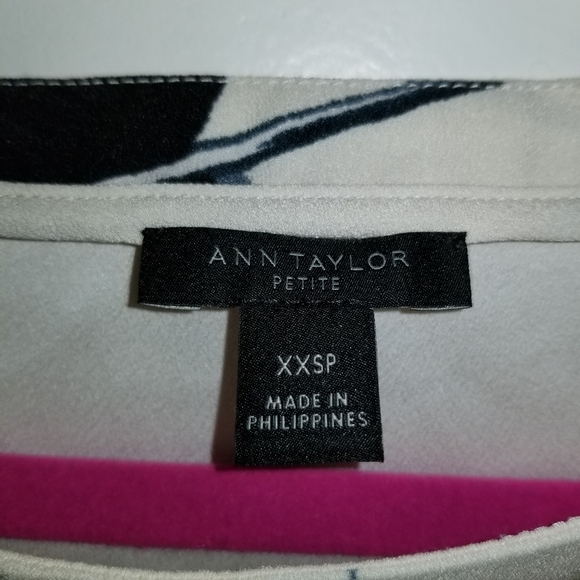 ANN TAYLOR
PETITE
XXSP
MADE IN
PHILIPPINES